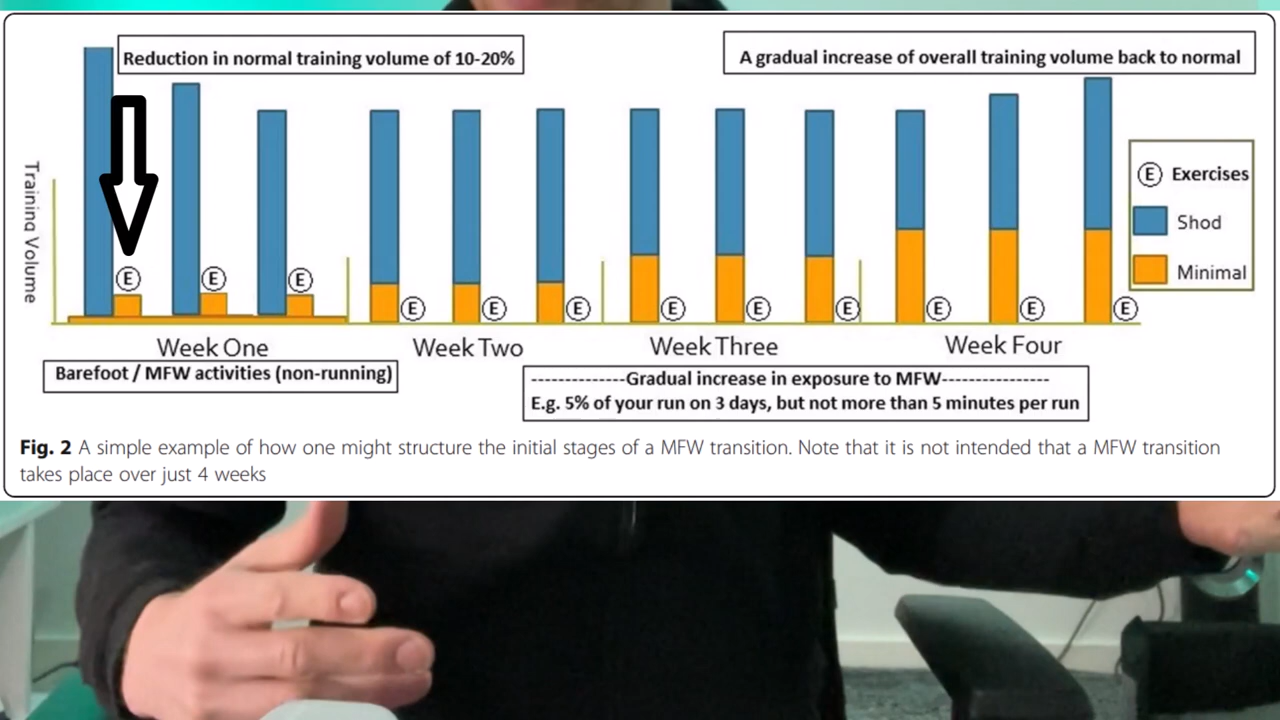 Reduction in normal training volume of 10-20%
A gradual increase of overall training volume back to normal
Training Volume
E Exercises
Shod
Minimal
E E E E E E E E E E E E
Week One Week Two Week Three Week Four
Barefoot / MFW activities (non-running)
-------------Gradual increase in exposure to MFW----------------
E.g. 5% of your run on 3 days, but not more than 5 minutes per run
Fig. 2 A simple example of how one might structure the initial stages of a MFW transition. Note that it is not intended that a MFW transition
takes place over just 4 weeks